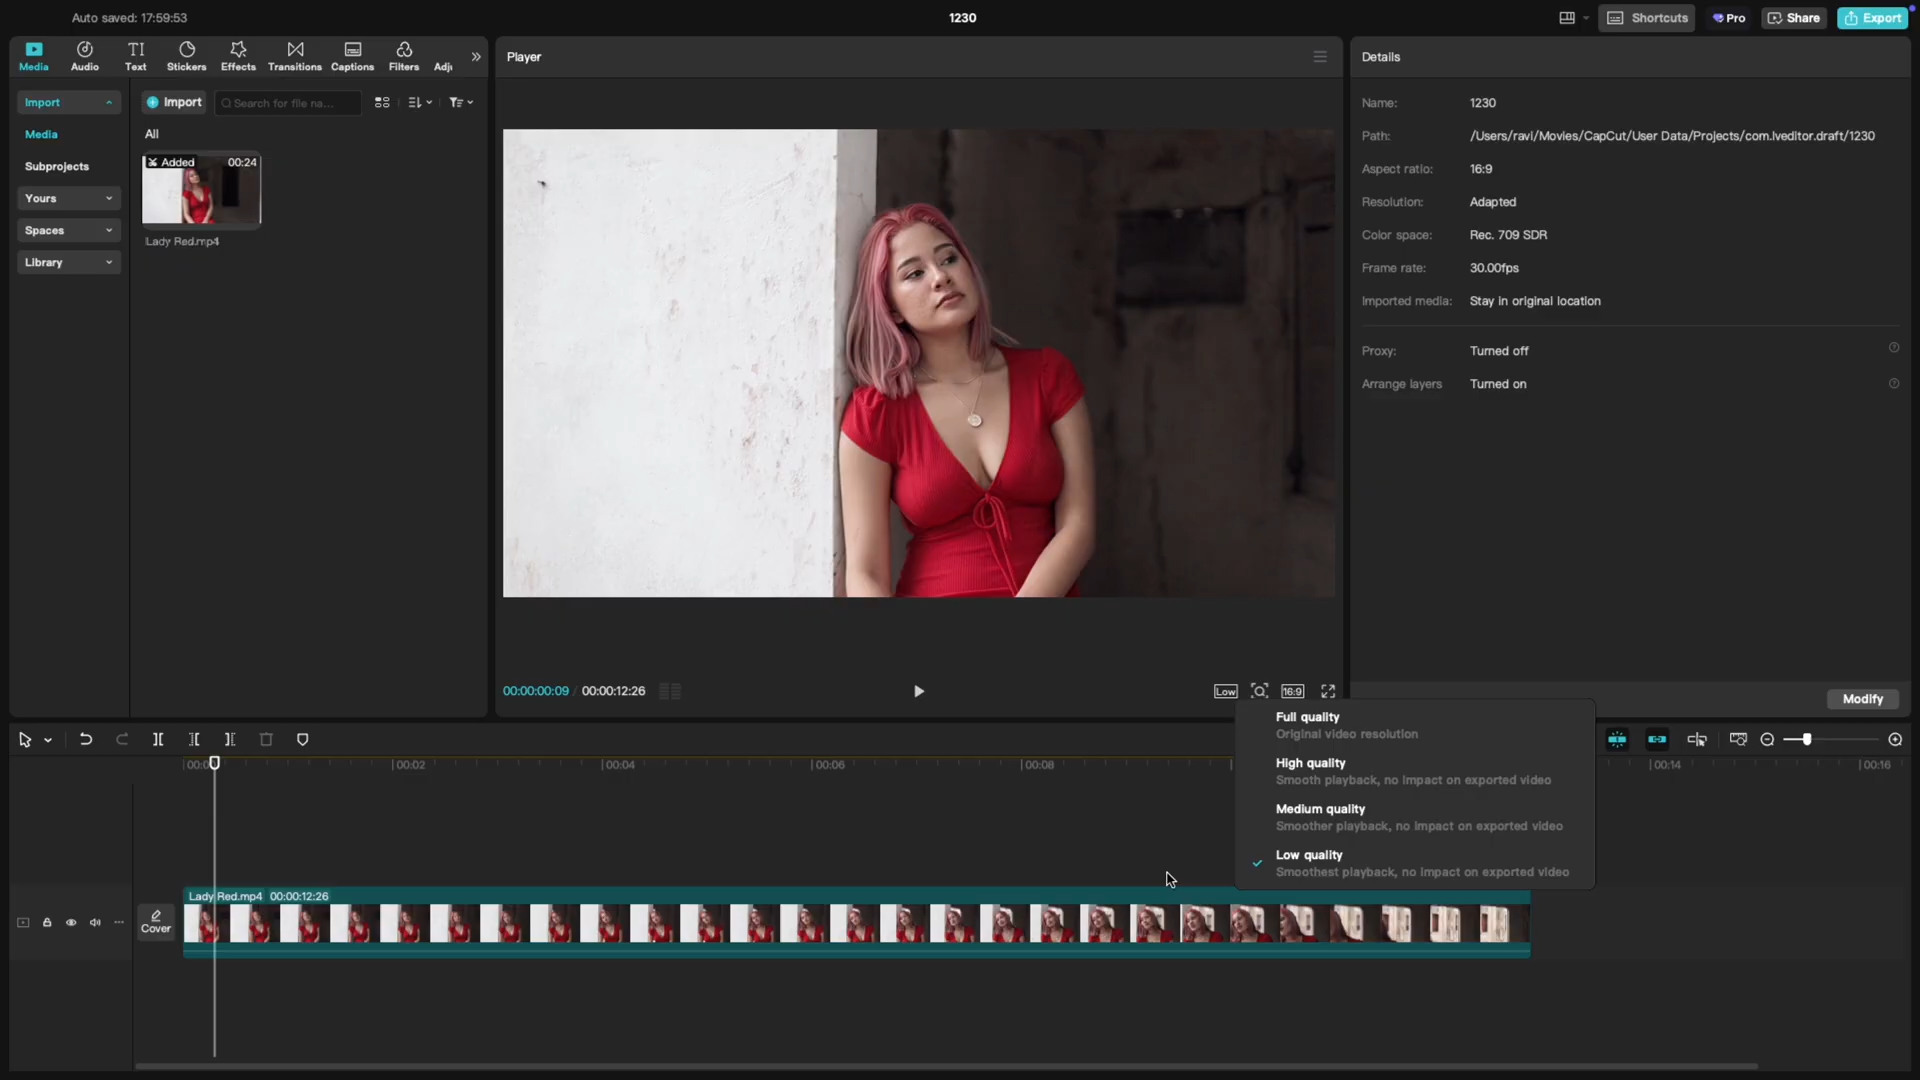 Auto saved: 17:59:53
1230
Shortcuts
Pro
Share
Export
Media
Audio
Text
Stickers
Effects
Transitions
Captions
Filters
Adj
Player
Details
Import
Media
Subprojects
Yours
Spaces
Library
Import
Search for file na...
All
Added 00:24
Lady Red.mp4
Name: 1230
Path: /Users/ravi/Movies/CapCut/User Data/Projects/com.lveditor.draft/1230
Aspect ratio: 16:9
Resolution: Adapted
Color space: Rec. 709 SDR
Frame rate: 30.00fps
Imported media: Stay in original location
Proxy: Turned off
Arrange layers Turned on
Modify
00:00:00:09 / 00:00:12:26
Low
16:9
Full quality
Original video resolution
High quality
Smooth playback, no impact on exported video
Medium quality
Smoother playback, no impact on exported video
Low quality
Smoothest playback, no impact on exported video
00:0
00:02
00:04
00:06
00:08
00:14
00:16
Lady Red.mp4 00:00:12:26
Cover